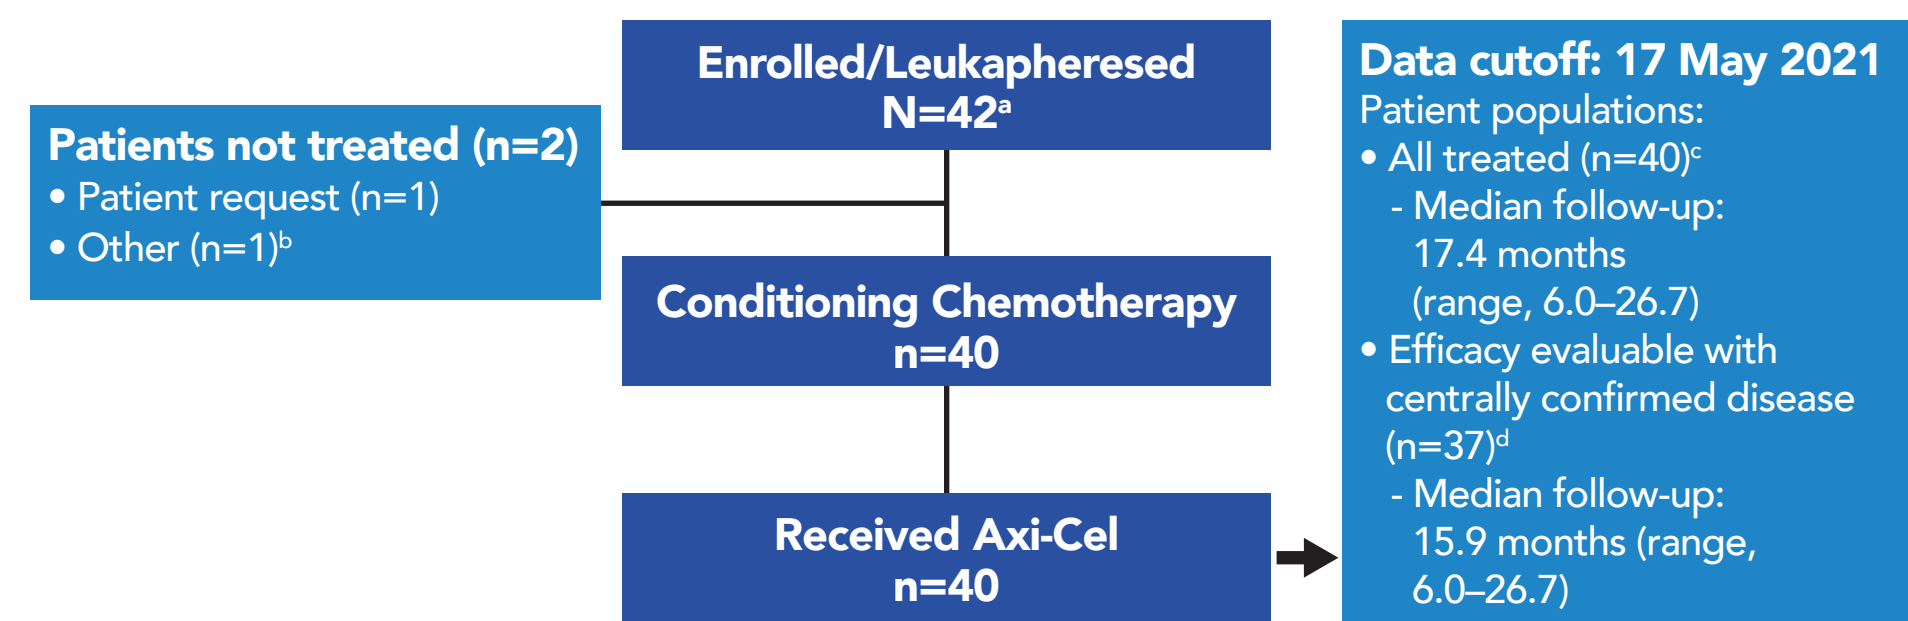 Enrolled/Leukapheresed
N=42ᵃ
Patients not treated (n=2)
• Patient request (n=1)
• Other (n=1)ᵇ
Conditioning Chemotherapy
n=40
Received Axi-Cel
n=40
Data cutoff: 17 May 2021
Patient populations:
• All treated (n=40)ᶜ
- Median follow-up:
17.4 months
(range, 6.0–26.7)
• Efficacy evaluable with
centrally confirmed disease
(n=37)ᵈ
- Median follow-up:
15.9 months (range,
6.0–26.7)